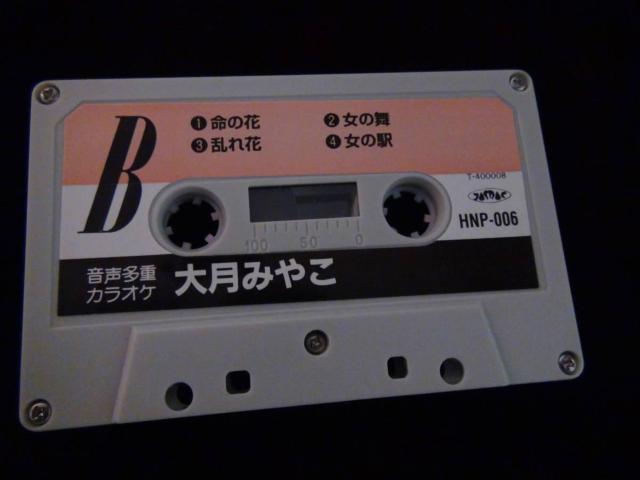 B
❶ 命の花 ❷ 女の舞
❸ 乱れ花 ❹ 女の駅
T-400008
HNP-006
100 50 0
音声多重
カラオケ
大月みやこ